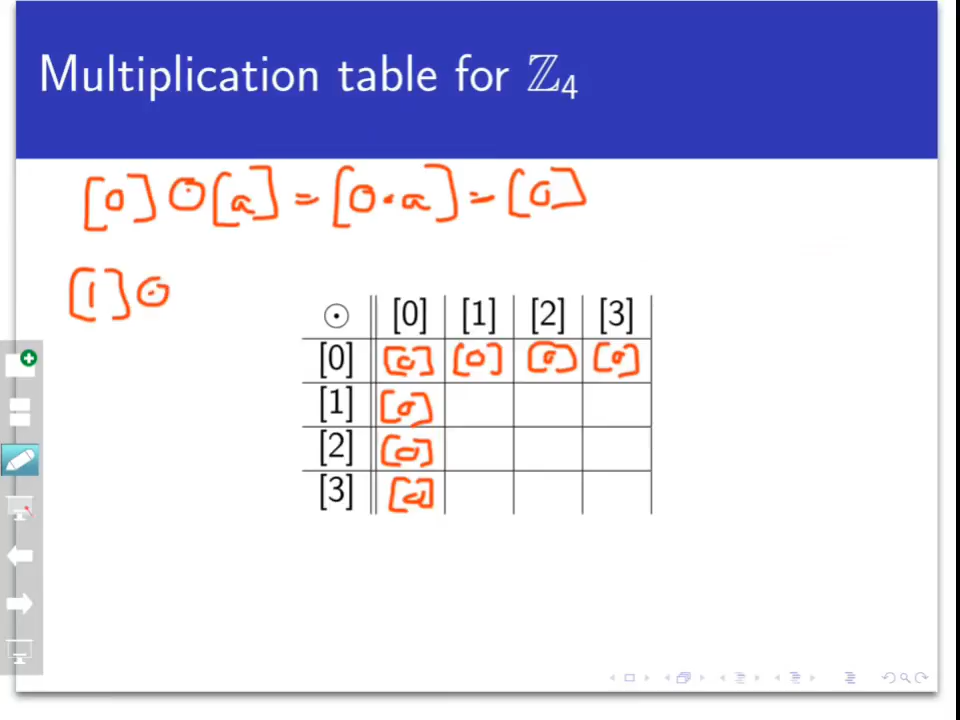 Multiplication table for ℤ₄
[0] ⊙ [a] = [0·a] = [0]
[1] ⊙
⊙ [0] [1] [2] [3]
[0] [0] [0] [0] [0]
[1] [0]
[2] [0]
[3] [0]